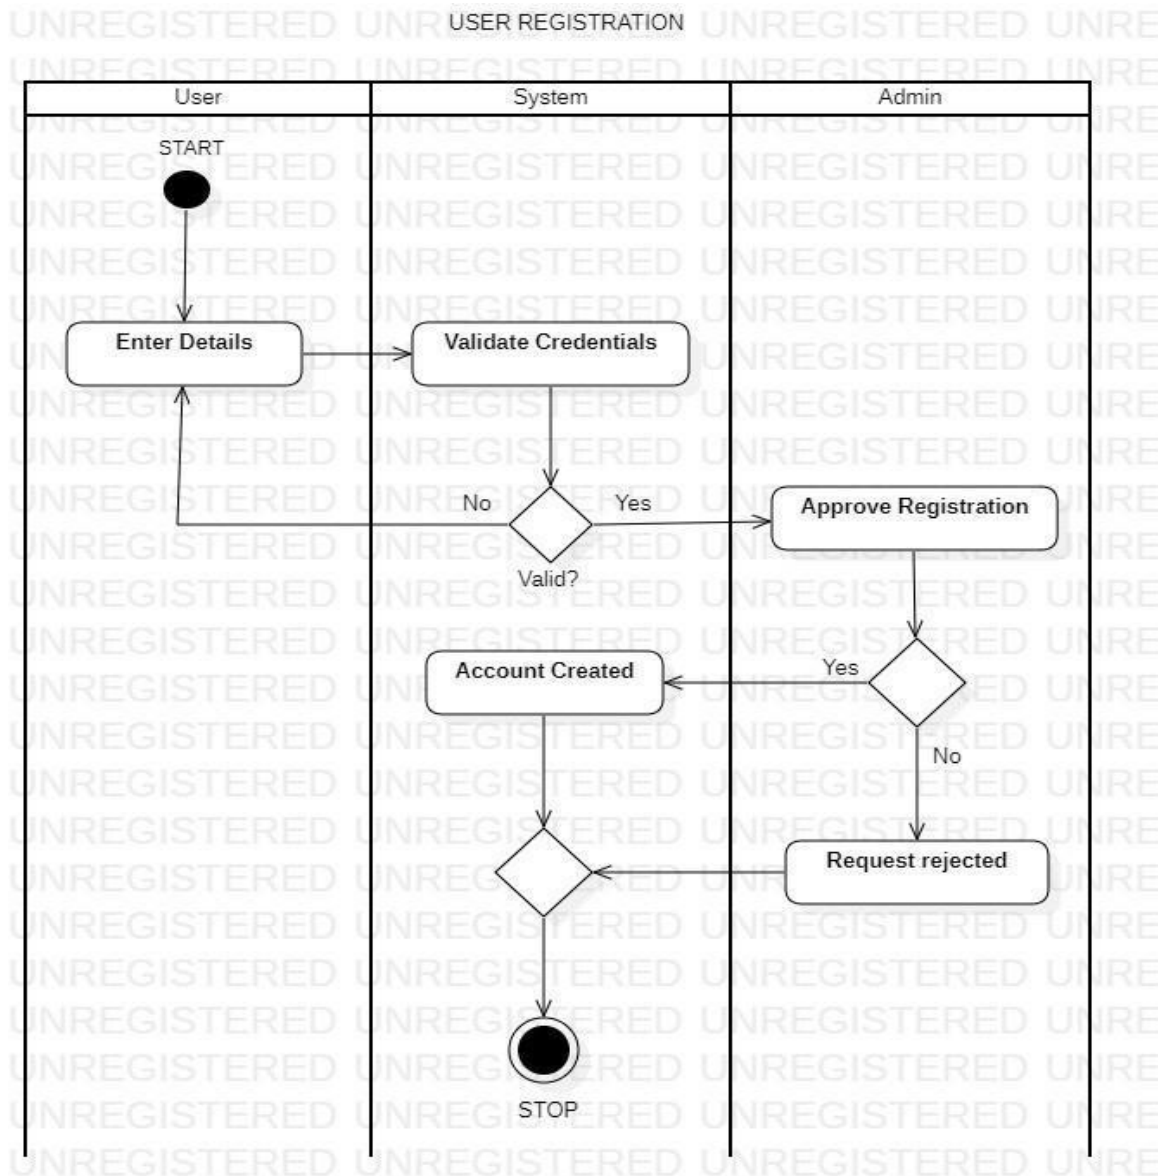 USER REGISTRATION
User
System
Admin
START
Enter Details
Validate Credentials
No
Yes
Approve Registration
Valid?
Account Created
Yes
No
Request rejected
STOP
UNREGISTERED